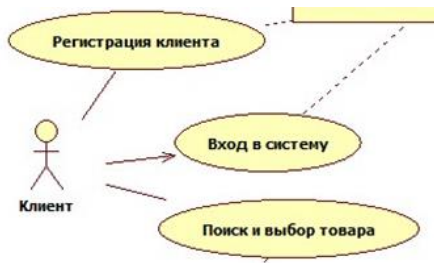 Регистрация клиента
Вход в систему
Клиент
Поиск и выбор товара